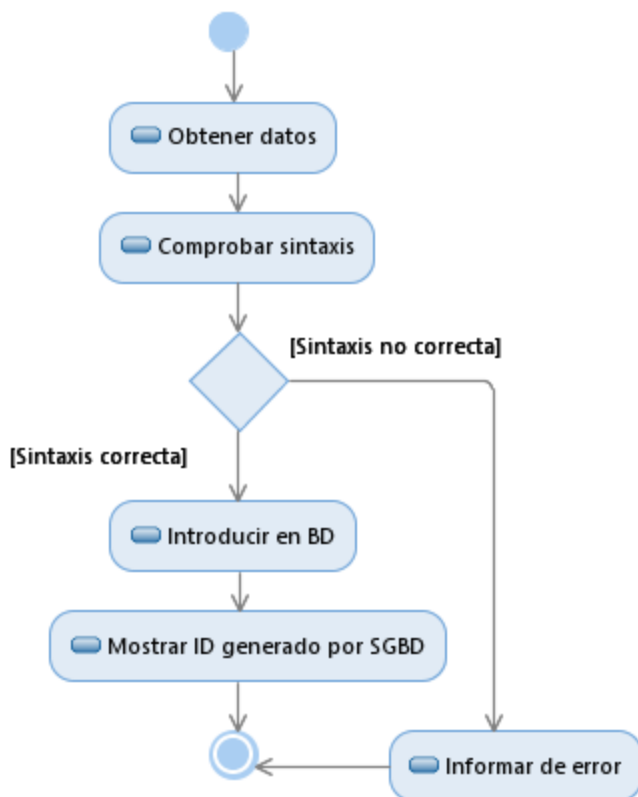 Obtener datos
Comprobar sintaxis
[Sintaxis no correcta]
[Sintaxis correcta]
Introducir en BD
Mostrar ID generado por SGBD
Informar de error